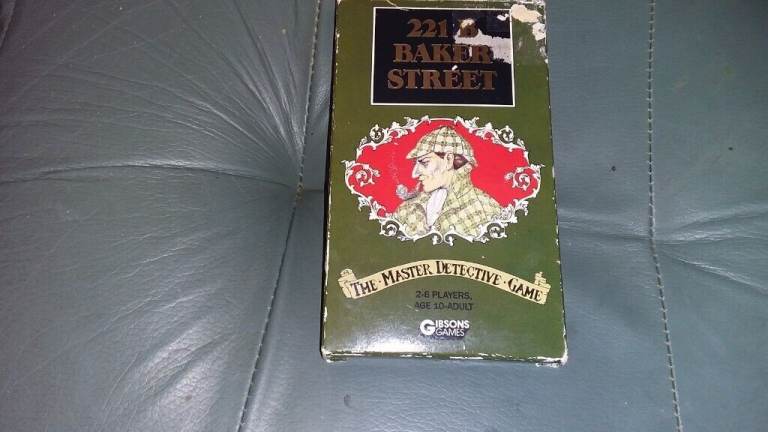 221 B
BAKER
STREET
THE · MASTER DETECTIVE · GAME
2-6 PLAYERS,
AGE 10-ADULT
GIBSONS
GAMES